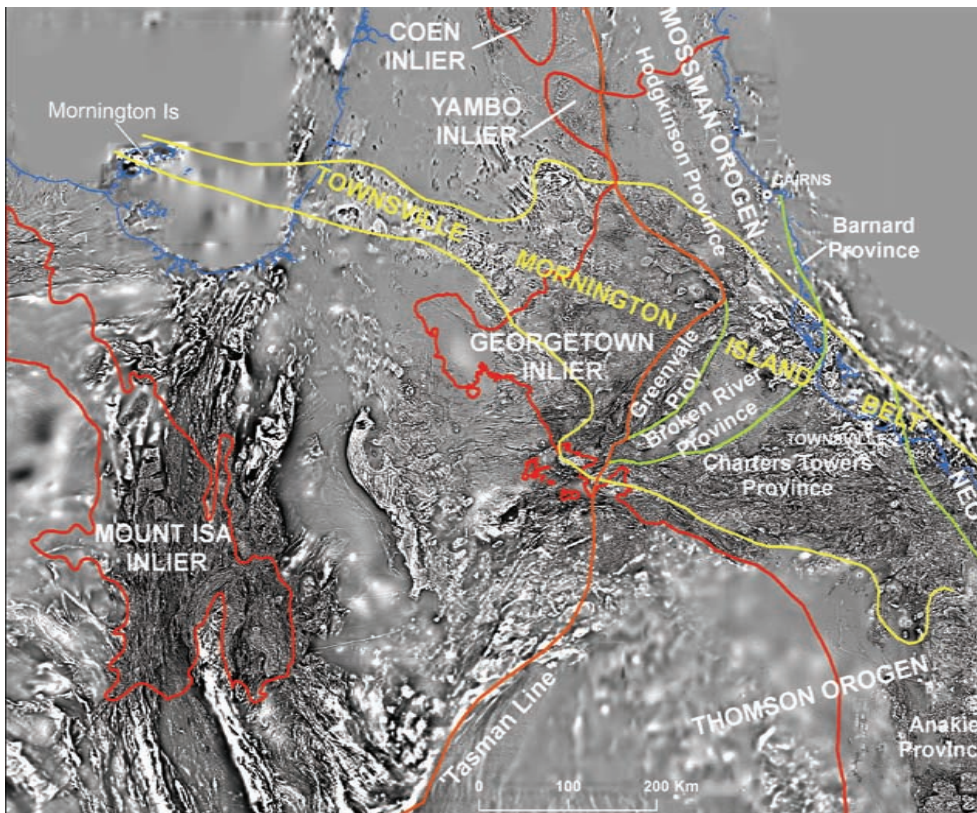 COEN
INLIER
MOSSMAN OROGEN
Hodgkinson Province
Mornington Is
YAMBO
INLIER
TOWNSVILLE
CAIRNS
Barnard
Province
MORNINGTON
GEORGETOWN
INLIER
ISLAND
Greenvale
Prov
Broken River
Province
BELT
TOWNSVILLE
Charters Towers
Province
NEO
MOUNT ISA
INLIER
THOMSON OROGEN
Anakie
Province
Tasman Line
0 100 200 Km